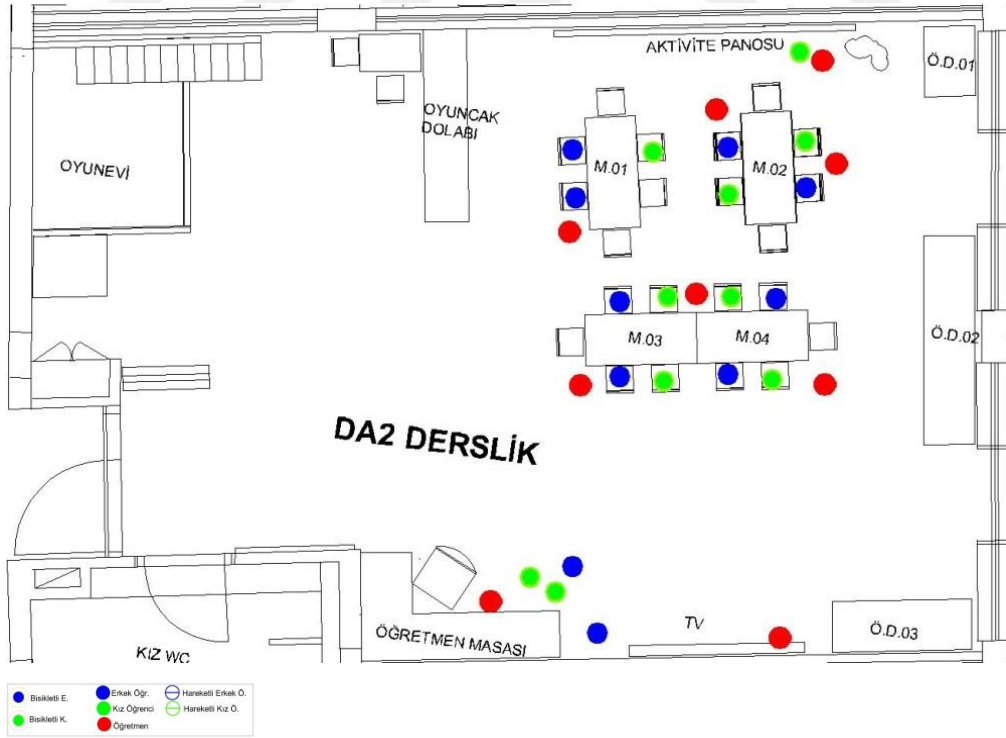 AKTİVİTE PANOSU
Ö.D.01
OYUNCAK
DOLABI
OYUNEVİ
M.01
M.02
Ö.D.02
M.03
M.04
DA2 DERSLİK
ÖĞRETMEN MASASI
TV
Ö.D.03
KIZ WC
Bisikletli E.
Erkek Öğr.
Hareketli Erkek Ö.
Bisikletli K.
Kız Öğrenci
Hareketli Kız Ö.
Öğretmen